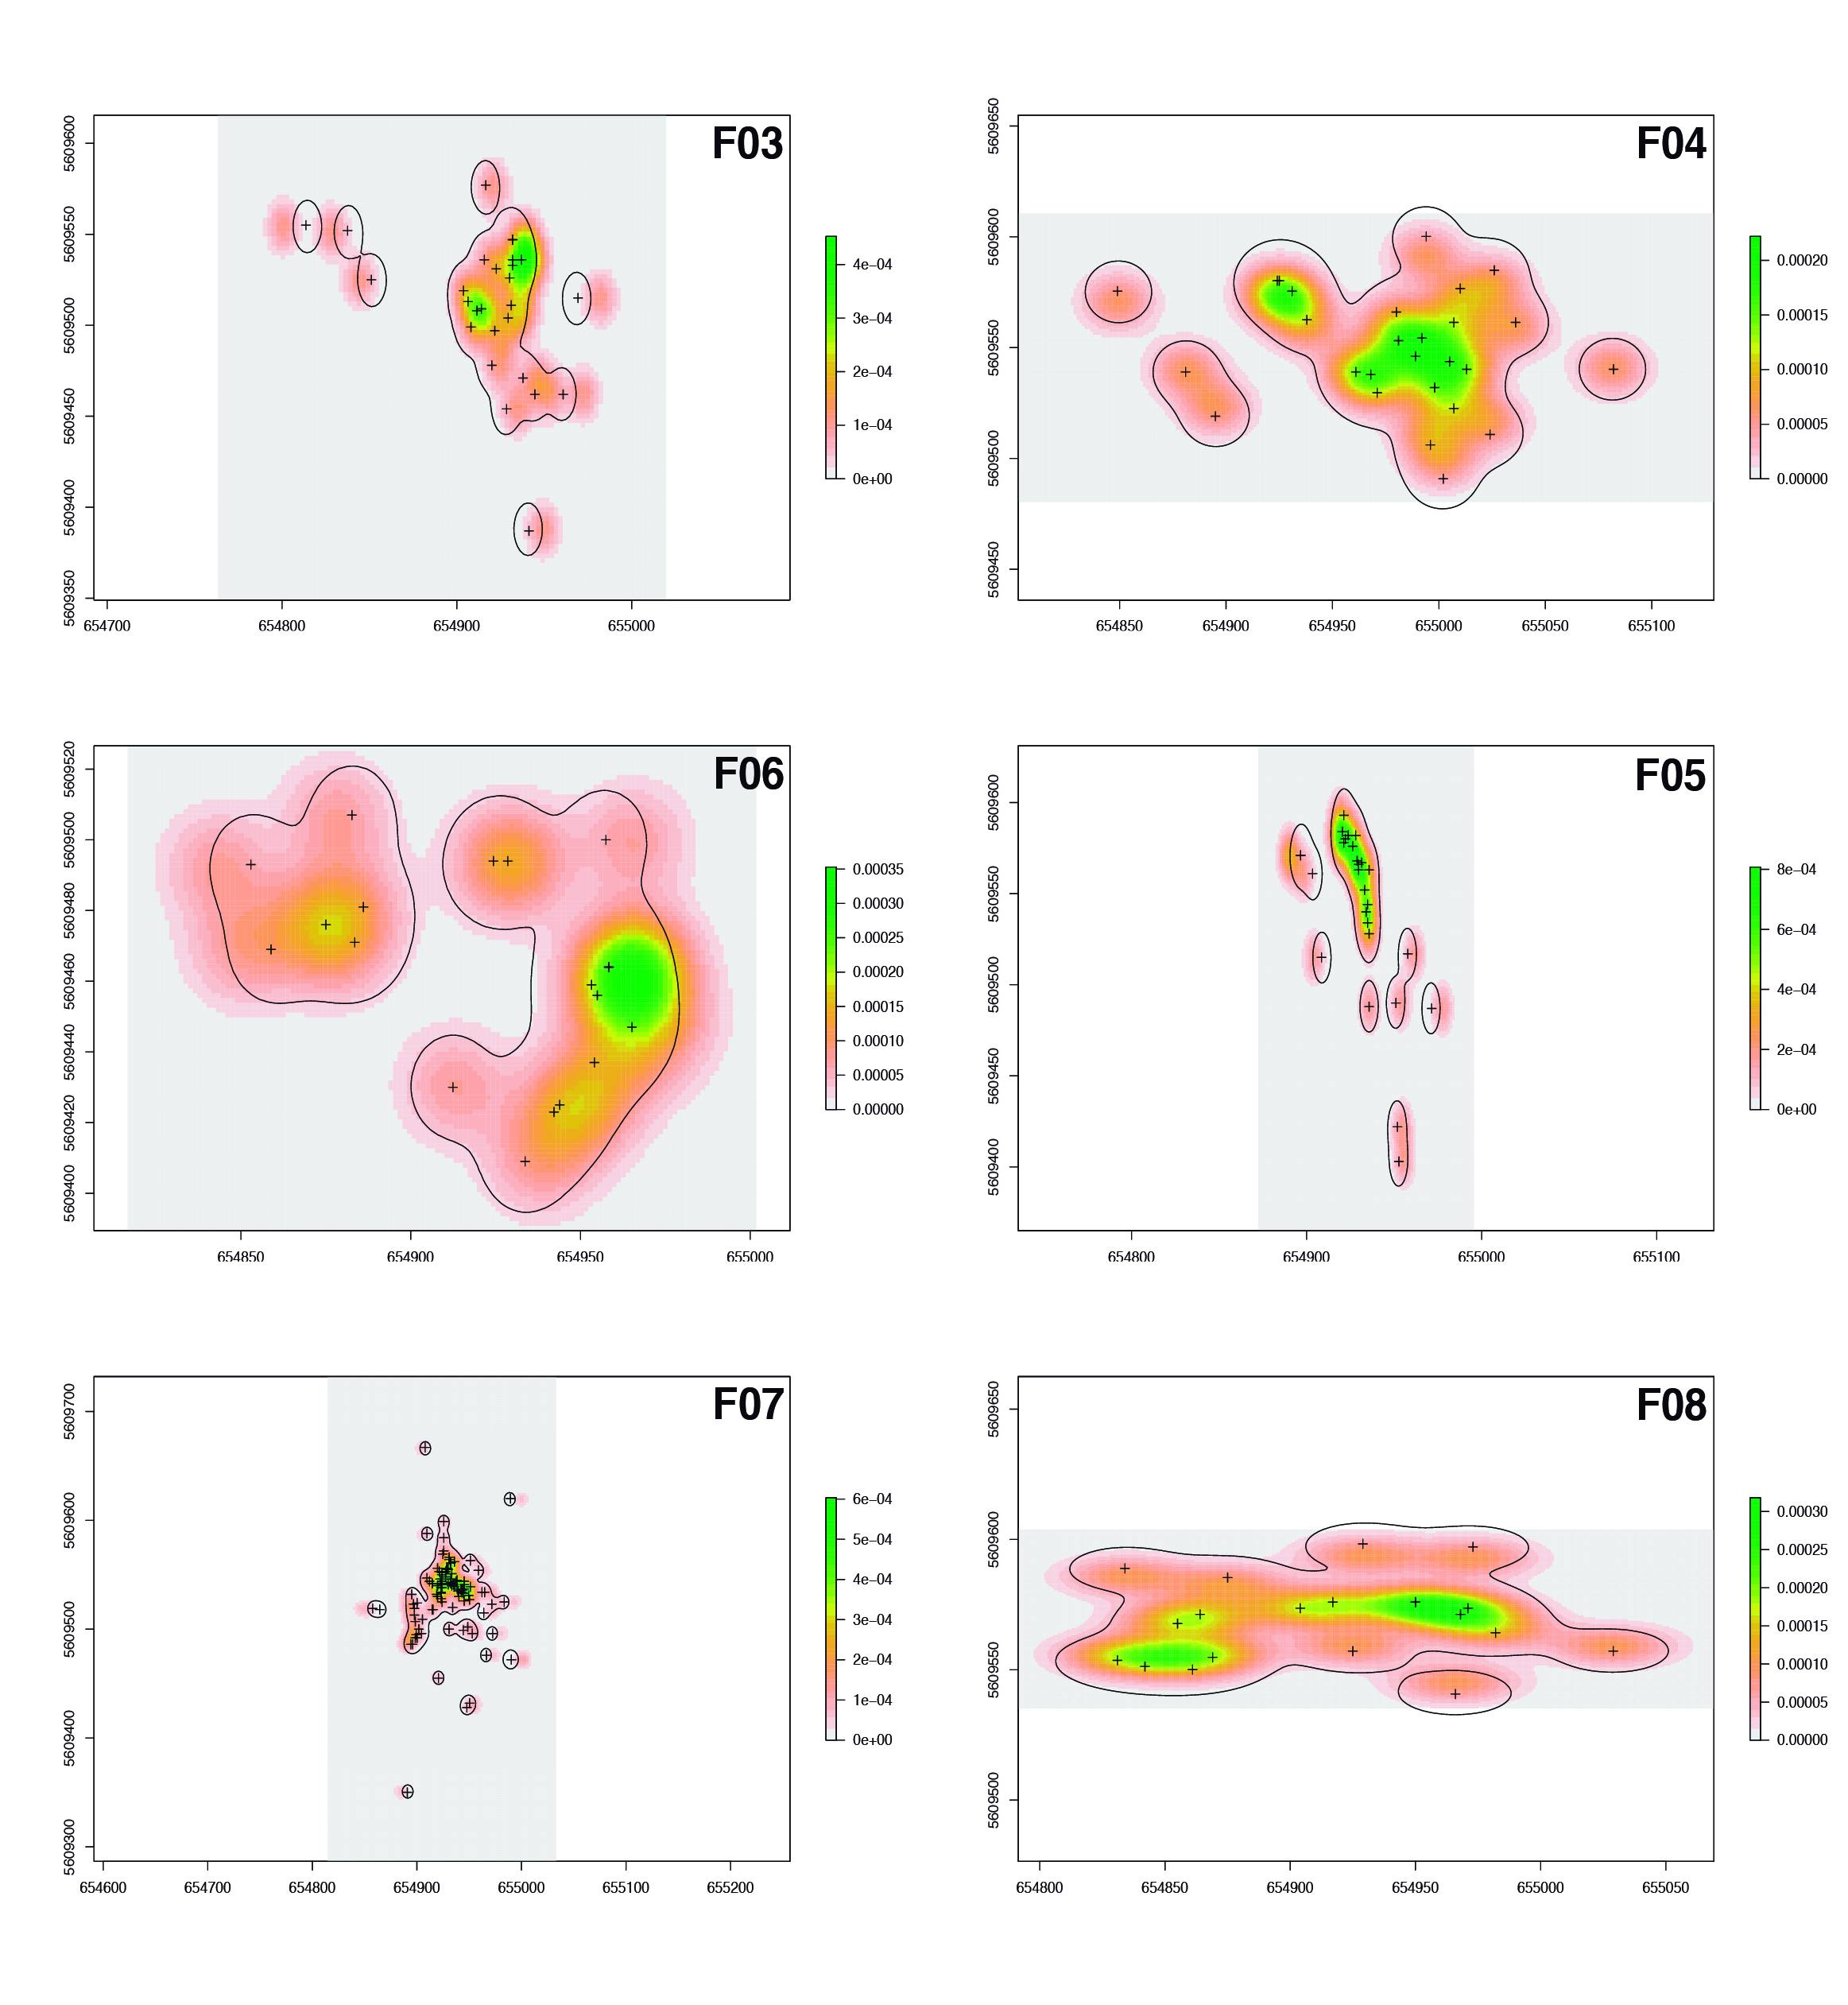 F03
5609600
5609550
5609500
5609450
5609400
5609350
654700 654800 654900 655000
4e−04
3e−04
2e−04
1e−04
0e+00
F04
5609650
5609600
5609550
5609500
5609450
654850 654900 654950 655000 655050 655100
0.00020
0.00015
0.00010
0.00005
0.00000
F06
5609520
5609500
5609480
5609460
5609440
5609420
5609400
654850 654900 654950 655000
0.00035
0.00030
0.00025
0.00020
0.00015
0.00010
0.00005
0.00000
F05
5609600
5609550
5609500
5609450
5609400
654800 654900 655000 655100
8e−04
6e−04
4e−04
2e−04
0e+00
F07
5609700
5609600
5609500
5609400
5609300
654600 654700 654800 654900 655000 655100 655200
6e−04
5e−04
4e−04
3e−04
2e−04
1e−04
0e+00
F08
5609650
5609600
5609550
5609500
654800 654850 654900 654950 655000 655050
0.00030
0.00025
0.00020
0.00015
0.00010
0.00005
0.00000